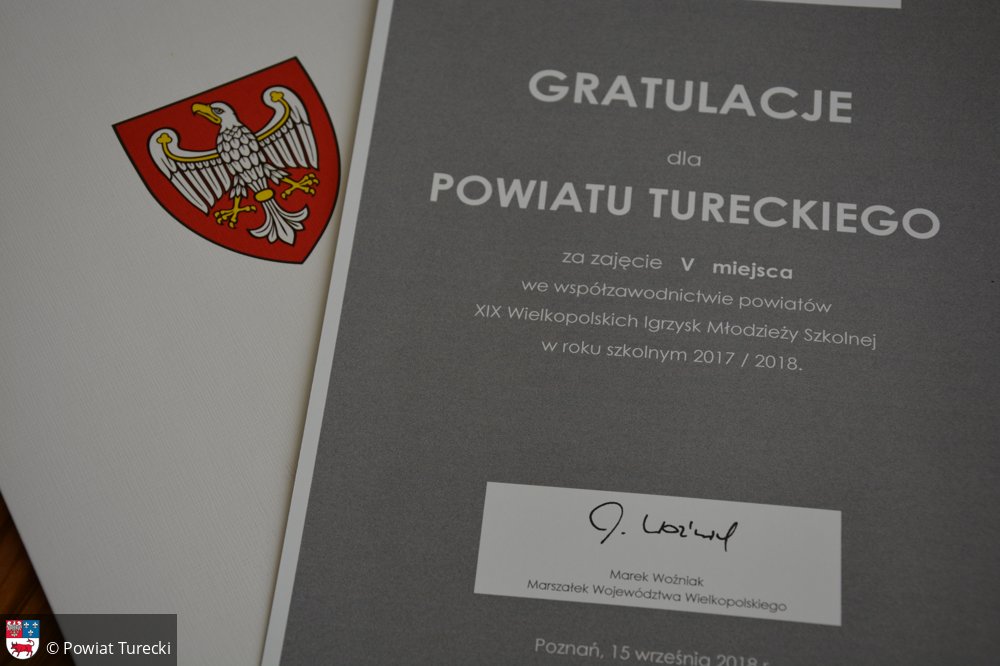 GRATULACJE
dla
POWIATU TURECKIEGO
za zajęcie V miejsca
we współzawodnictwie powiatów
XIX Wielkopolskich Igrzysk Młodzieży Szkolnej
w roku szkolnym 2017 / 2018.
Marek Woźniak
Marszałek Województwa Wielkopolskiego
Poznań, 15 września 2018 r
© Powiat Turecki